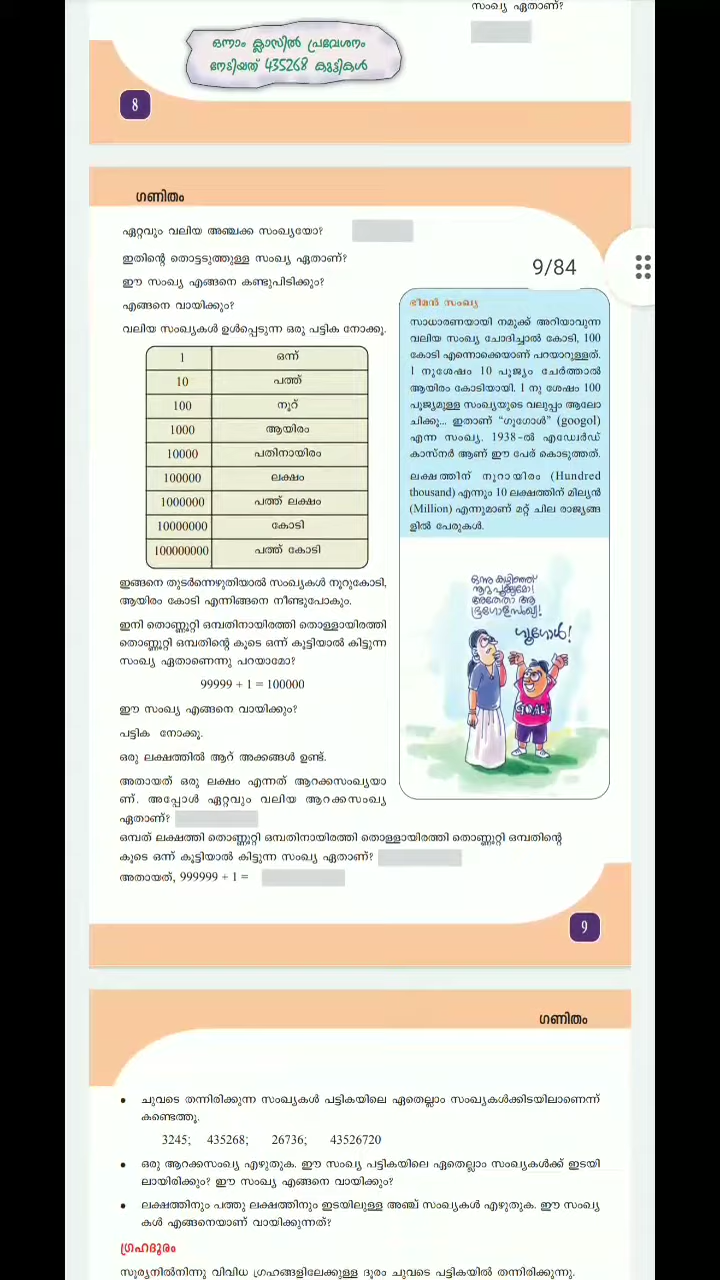 സംഖ്യ ഏതാണ്?
ഒന്നാം ക്ലാസിൽ പ്രവേശനം
നേടിയത് 435268 കുട്ടികൾ
8
ഗണിതം
ഏറ്റവും വലിയ അഞ്ചക്ക സംഖ്യയോ?
ഇതിന്റെ തൊട്ടടുത്തുള്ള സംഖ്യ ഏതാണ്?
ഈ സംഖ്യ എങ്ങനെ കണ്ടുപിടിക്കും?
എങ്ങനെ വായിക്കും?
വലിയ സംഖ്യകൾ ഉൾപ്പെടുന്ന ഒരു പട്ടിക നോക്കൂ.
1 ഒന്ന്
10 പത്ത്
100 നൂറ്
1000 ആയിരം
10000 പതിനായിരം
100000 ലക്ഷം
1000000 പത്ത് ലക്ഷം
10000000 കോടി
100000000 പത്ത് കോടി
ഇങ്ങനെ തുടർന്നെഴുതിയാൽ സംഖ്യകൾ നൂറുകോടി,
ആയിരം കോടി എന്നിങ്ങനെ നീണ്ടുപോകും.
ഇനി തൊണ്ണൂറ്റി ഒമ്പതിനായിരത്തി തൊള്ളായിരത്തി
തൊണ്ണൂറ്റി ഒമ്പതിന്റെ കൂടെ ഒന്ന് കൂട്ടിയാൽ കിട്ടുന്ന
സംഖ്യ ഏതാണെന്നു പറയാമോ?
99999 + 1 = 100000
ഈ സംഖ്യ എങ്ങനെ വായിക്കും?
പട്ടിക നോക്കൂ.
ഒരു ലക്ഷത്തിൽ ആറ് അക്കങ്ങൾ ഉണ്ട്.
അതായത് ഒരു ലക്ഷം എന്നത് ആറക്കസംഖ്യയാ
ണ്. അപ്പോൾ ഏറ്റവും വലിയ ആറക്കസംഖ്യ
ഏതാണ്?
ഒമ്പത് ലക്ഷത്തി തൊണ്ണൂറ്റി ഒമ്പതിനായിരത്തി തൊള്ളായിരത്തി തൊണ്ണൂറ്റി ഒമ്പതിന്റെ
കൂടെ ഒന്ന് കൂട്ടിയാൽ കിട്ടുന്ന സംഖ്യ ഏതാണ്?
അതായത്, 999999 + 1 =
9/84
ഭീമൻ സംഖ്യ
സാധാരണയായി നമുക്ക് അറിയാവുന്ന
വലിയ സംഖ്യ ചോദിച്ചാൽ കോടി, 100
കോടി എന്നൊക്കെയാണ് പറയാറുള്ളത്.
1 നുശേഷം 10 പൂജ്യം ചേർത്താൽ
ആയിരം കോടിയായി. 1 നു ശേഷം 100
പൂജ്യമുള്ള സംഖ്യയുടെ വലുപ്പം ആലോ
ചിക്കൂ... ഇതാണ് "ഗൂഗോൾ" (googol)
എന്ന സംഖ്യ. 1938-ൽ എഡ്വേർഡ്
കാസ്നർ ആണ് ഈ പേര് കൊടുത്തത്.
ലക്ഷത്തിന് നൂറായിരം (Hundred
thousand) എന്നും 10 ലക്ഷത്തിന് മില്യൻ
(Million) എന്നുമാണ് മറ്റ് ചില രാജ്യങ്ങ
ളിൽ പേരുകൾ.
ഒന്നു കഴിഞ്ഞ്
നൂറു പൂജ്യമോ!
അതേതാ ആ
ഭൂഗോളസംഖ്യ!
ഗൂഗോൾ!
GOAL
9
ഗണിതം
• ചുവടെ തന്നിരിക്കുന്ന സംഖ്യകൾ പട്ടികയിലെ ഏതെല്ലാം സംഖ്യകൾക്കിടയിലാണെന്ന്
കണ്ടെത്തൂ.
3245; 435268; 26736; 43526720
• ഒരു ആറക്കസംഖ്യ എഴുതുക. ഈ സംഖ്യ പട്ടികയിലെ ഏതെല്ലാം സംഖ്യകൾക്ക് ഇടയി
ലായിരിക്കും? ഈ സംഖ്യ എങ്ങനെ വായിക്കും?
• ലക്ഷത്തിനും പത്തു ലക്ഷത്തിനും ഇടയിലുള്ള അഞ്ച് സംഖ്യകൾ എഴുതുക. ഈ സംഖ്യ
കൾ എങ്ങനെയാണ് വായിക്കുന്നത്?
ഗ്രഹദൂരം
സൂര്യനിൽനിന്നു വിവിധ ഗ്രഹങ്ങളിലേക്കുള്ള ദൂരം ചുവടെ പട്ടികയിൽ തന്നിരിക്കുന്നു.